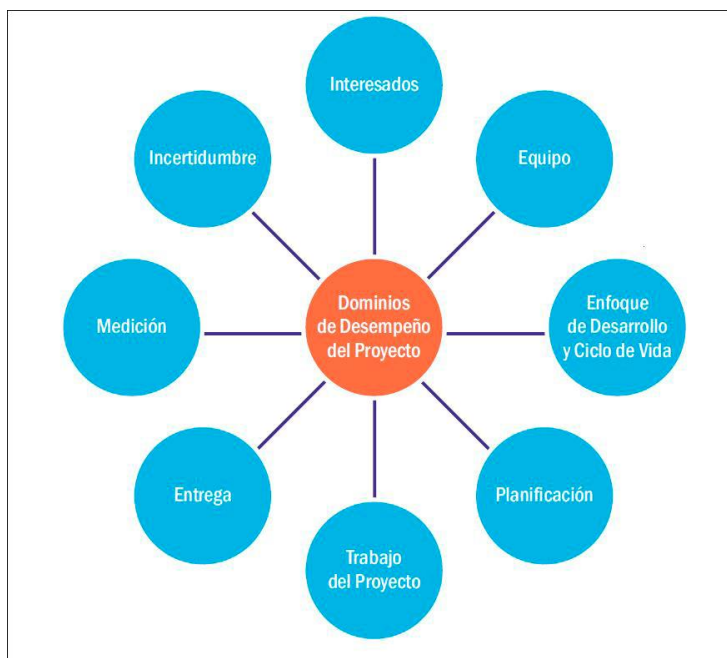 Interesados
Incertidumbre
Equipo
Dominios
de Desempeño
del Proyecto
Medición
Enfoque
de Desarrollo
y Ciclo de Vida
Entrega
Planificación
Trabajo
del Proyecto